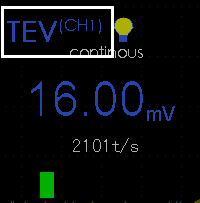 TEV(CH1)
continous
16.00mV
2101t/s